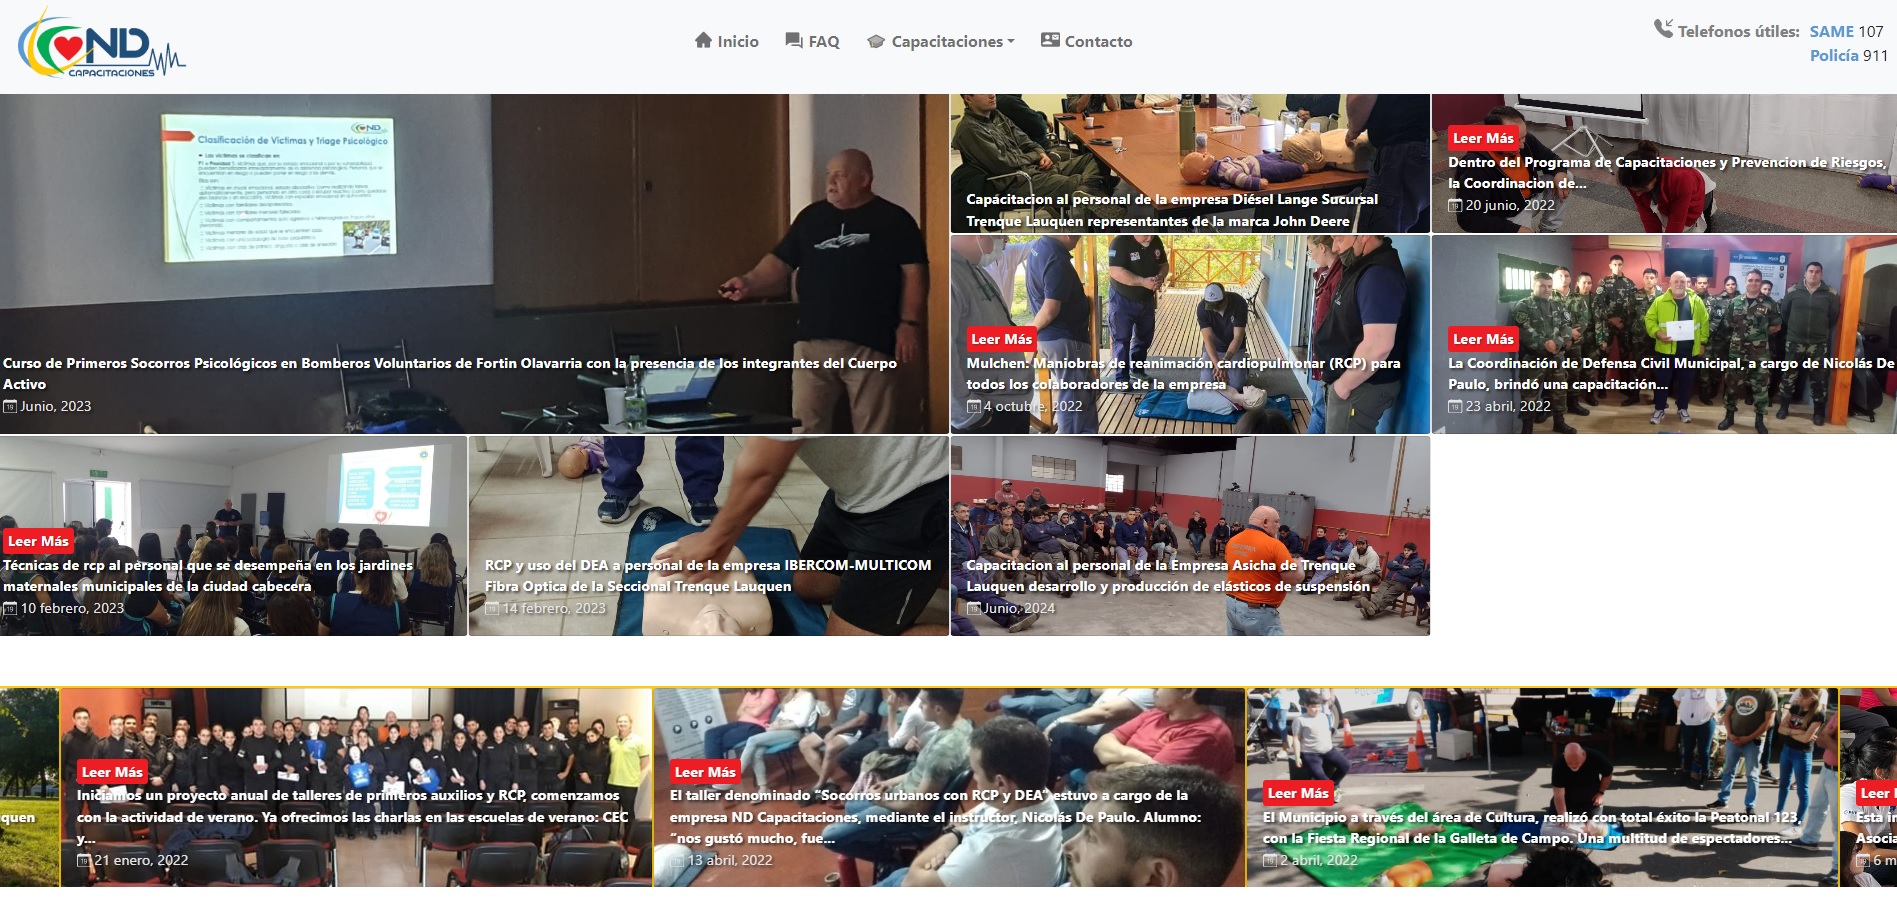 ND
CAPACITACIONES
Inicio
FAQ
Capacitaciones
Contacto
Telefonos útiles: SAME 107
Policía 911
ND
Clasificación de Víctimas y Triage Psicológico
Las víctimas se clasifican en
Curso de Primeros Socorros Psicológicos en Bomberos Voluntarios de Fortin Olavarria con la presencia de los integrantes del Cuerpo
Activo
Junio, 2023
Capacitacion al personal de la empresa Diésel Lange Sucursal
Trenque Lauquen representantes de la marca John Deere
Leer Más
Dentro del Programa de Capacitaciones y Prevencion de Riesgos,
la Coordinacion de...
20 junio, 2022
Leer Más
Mulchen: Maniobras de reanimación cardiopulmonar (RCP) para
todos los colaboradores de la empresa
4 octubre, 2022
Leer Más
La Coordinación de Defensa Civil Municipal, a cargo de Nicolás De
Paulo, brindó una capacitación...
23 abril, 2022
Leer Más
Técnicas de rcp al personal que se desempeña en los jardines
maternales municipales de la ciudad cabecera
10 febrero, 2023
RCP y uso del DEA a personal de la empresa IBERCOM-MULTICOM
Fibra Optica de la Seccional Trenque Lauquen
14 febrero, 2023
Capacitacion al personal de la Empresa Asicha de Trenque
Lauquen desarrollo y producción de elásticos de suspensión
Junio, 2024
quen
Leer Más
Iniciamos un proyecto anual de talleres de primeros auxilios y RCP, comenzamos
con la actividad de verano. Ya ofrecimos las charlas en las escuelas de verano: CEC
y...
21 enero, 2022
Leer Más
El taller denominado “Socorros urbanos con RCP y DEA” estuvo a cargo de la
empresa ND Capacitaciones, mediante el instructor, Nicolás De Paulo. Alumno:
“nos gustó mucho, fue...
13 abril, 2022
Leer Más
El Municipio a través del área de Cultura, realizó con total éxito la Peatonal 123,
con la Fiesta Regional de la Galleta de Campo. Una multitud de espectadores...
2 abril, 2022
Leer
Esta in
Asocia
6 m